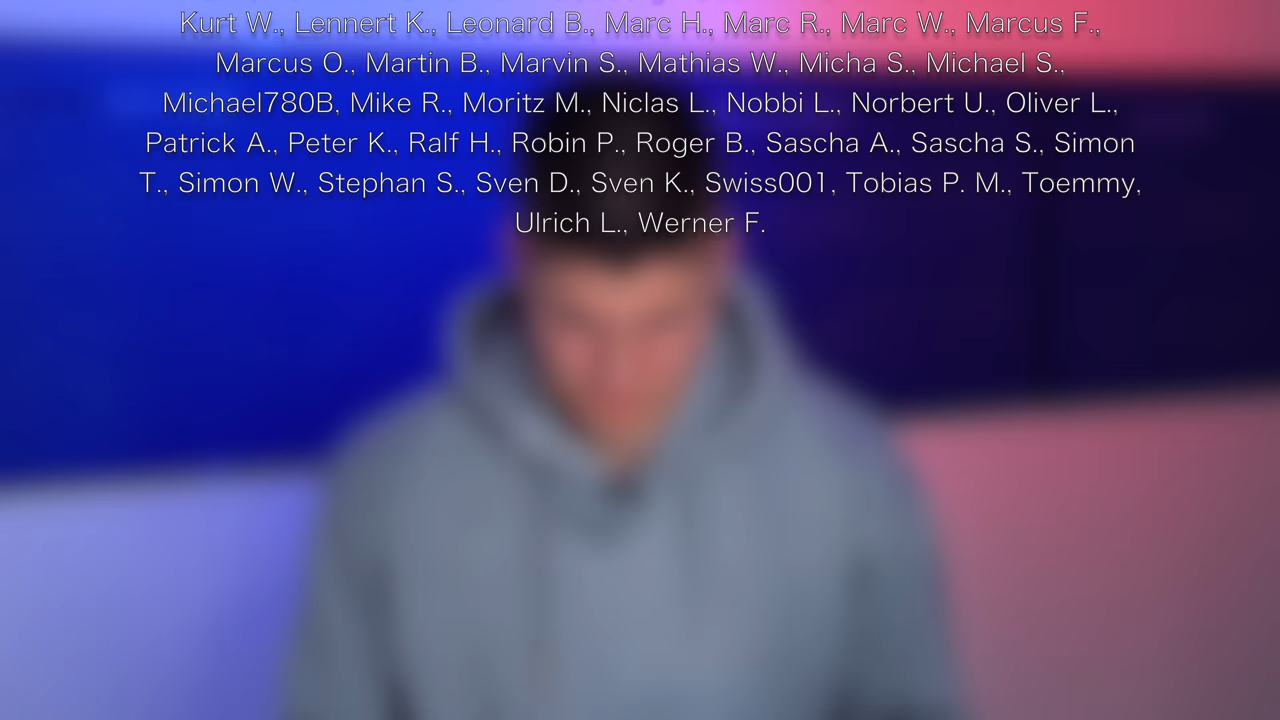 Kurt W., Lennert K., Leonard B., Marc H., Marc R., Marc W., Marcus F.,
Marcus O., Martin B., Marvin S., Mathias W., Micha S., Michael S.,
Michael780B, Mike R., Moritz M., Niclas L., Nobbi L., Norbert U., Oliver L.,
Patrick A., Peter K., Ralf H., Robin P., Roger B., Sascha A., Sascha S., Simon
T., Simon W., Stephan S., Sven D., Sven K., Swiss001, Tobias P. M., Toemmy,
Ulrich L., Werner F.